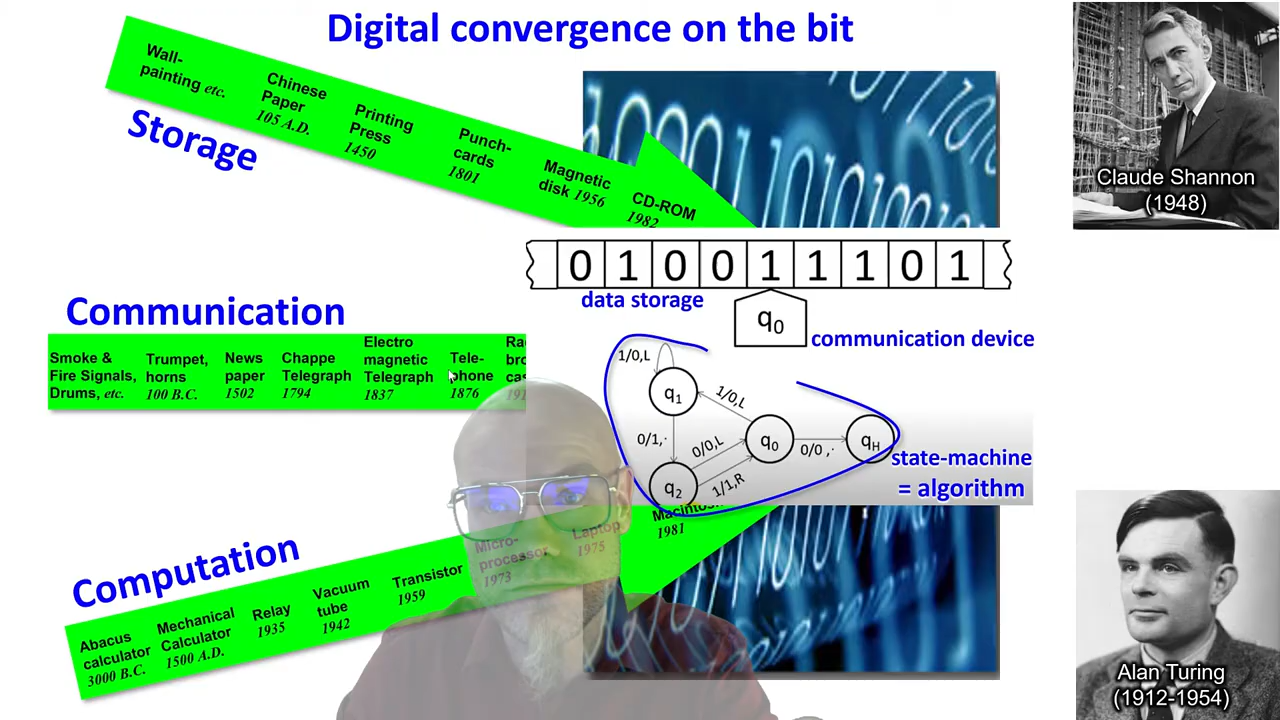 Digital convergence on the bit
Wall-
painting etc.
Chinese
Paper
105 A.D.
Printing
Press
1450
Punch-
cards
1801
Magnetic
disk 1956
CD-ROM
1982
Storage
Claude Shannon
(1948)
0 1 0 0 1 1 1 0 1
data storage
q0
communication device
Communication
Smoke &
Fire Signals,
Drums, etc.
Trumpet,
horns
100 B.C.
News
paper
1502
Chappe
Telegraph
1794
Electro
magnetic
Telegraph
1837
Tele-
phone
1876
1/0,L
q1
1/0,L
0/1,·
0/0,L
q0
0/0,·
qH
q2
1/1,R
state-machine
= algorithm
Computation
Abacus
calculator
3000 B.C.
Mechanical
Calculator
1500 A.D.
Relay
1935
Vacuum
tube
1942
Transistor
1959
Micro-
processor
1973
Laptop
1975
1981
Alan Turing
(1912-1954)